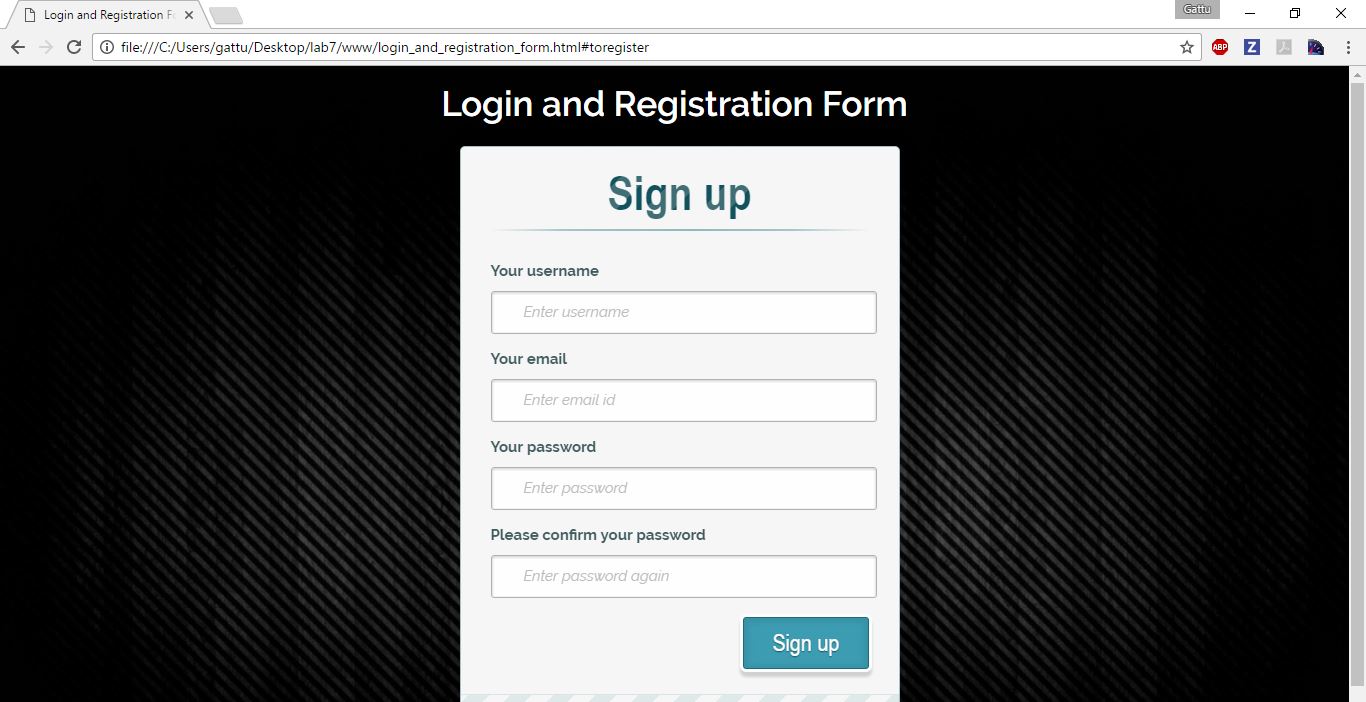 Login and Registration F
Gattu
file:///C:/Users/gattu/Desktop/lab7/www/login_and_registration_form.html#toregister
ABP
Z
Login and Registration Form
Sign up
Your username
Enter username
Your email
Enter email id
Your password
Enter password
Please confirm your password
Enter password again
Sign up